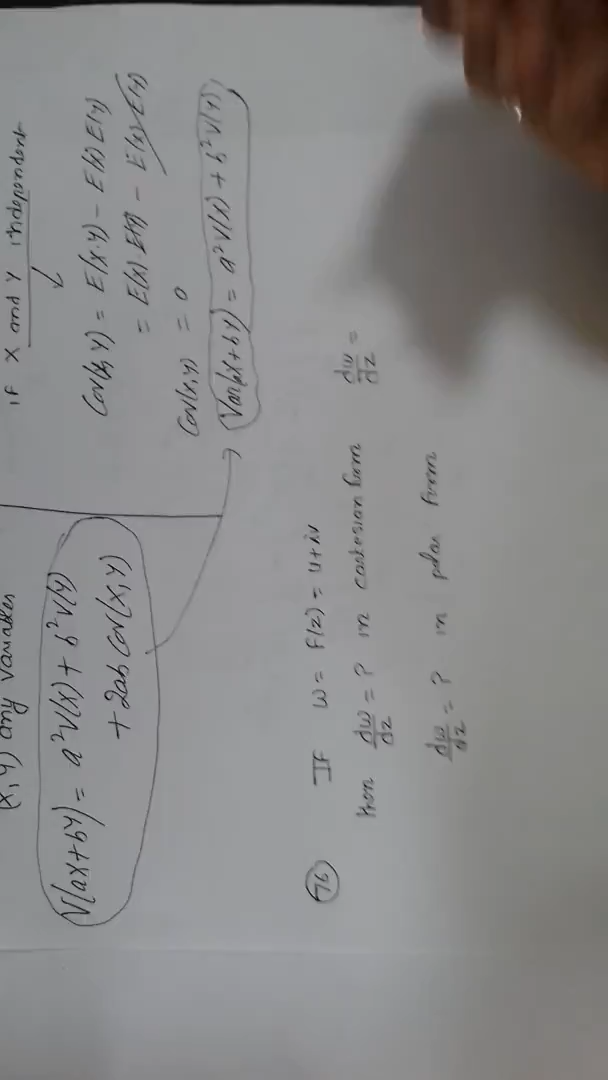 (X, Y) any variables
V(ax+by) = a²V(X) + b²V(Y)
+ 2ab Cov(X, Y)
IF X and Y independent
Cov(X, Y) = E(X.Y) - E(X) E(Y)
= E(X).E(Y) - E(X).E(Y)
Cov(X, Y) = 0
Var(ax+by) = a²V(X) + b²V(Y)
76 IF w = F(z) = u+iv
then dw/dz = ? in cartesian form dw/dz =
dw/dz = ? in polar form